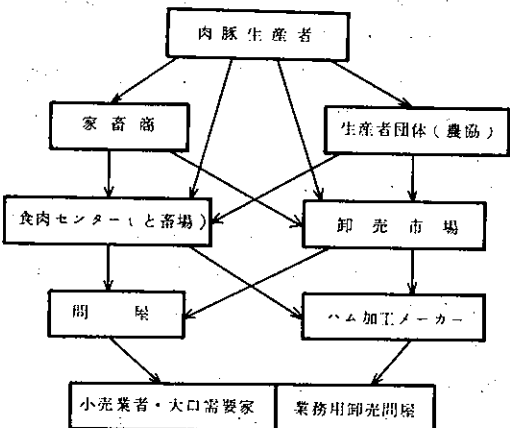 肉豚生産者
家畜商
生産者団体(農協)
食肉センター(と畜場)
卸売市場
問屋
ハム加工メーカー
小売業者・大口需要家
業務用卸売問屋